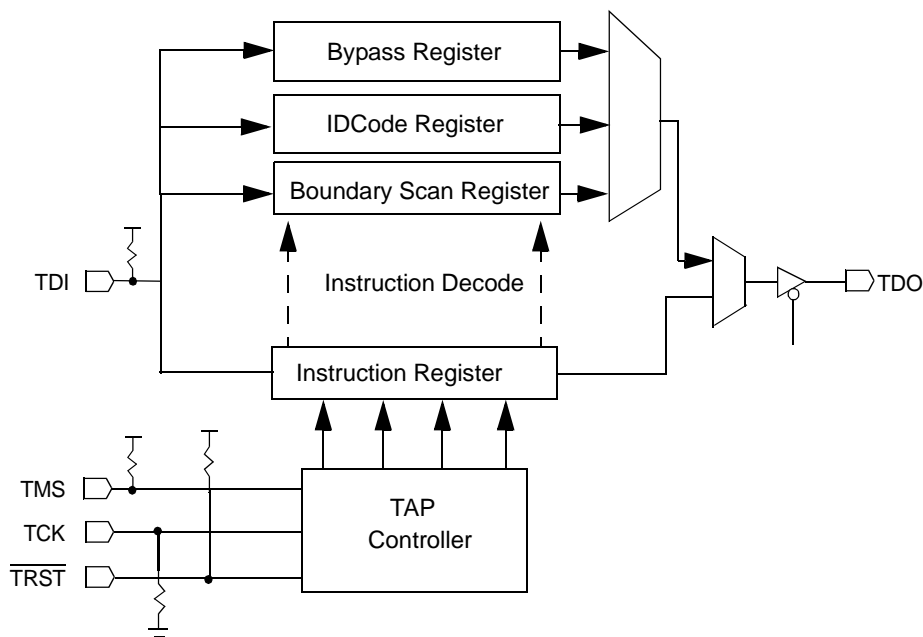 Bypass Register
IDCode Register
Boundary Scan Register
TDI
Instruction Decode
TDO
Instruction Register
TMS
TAP
Controller
TCK
TRST